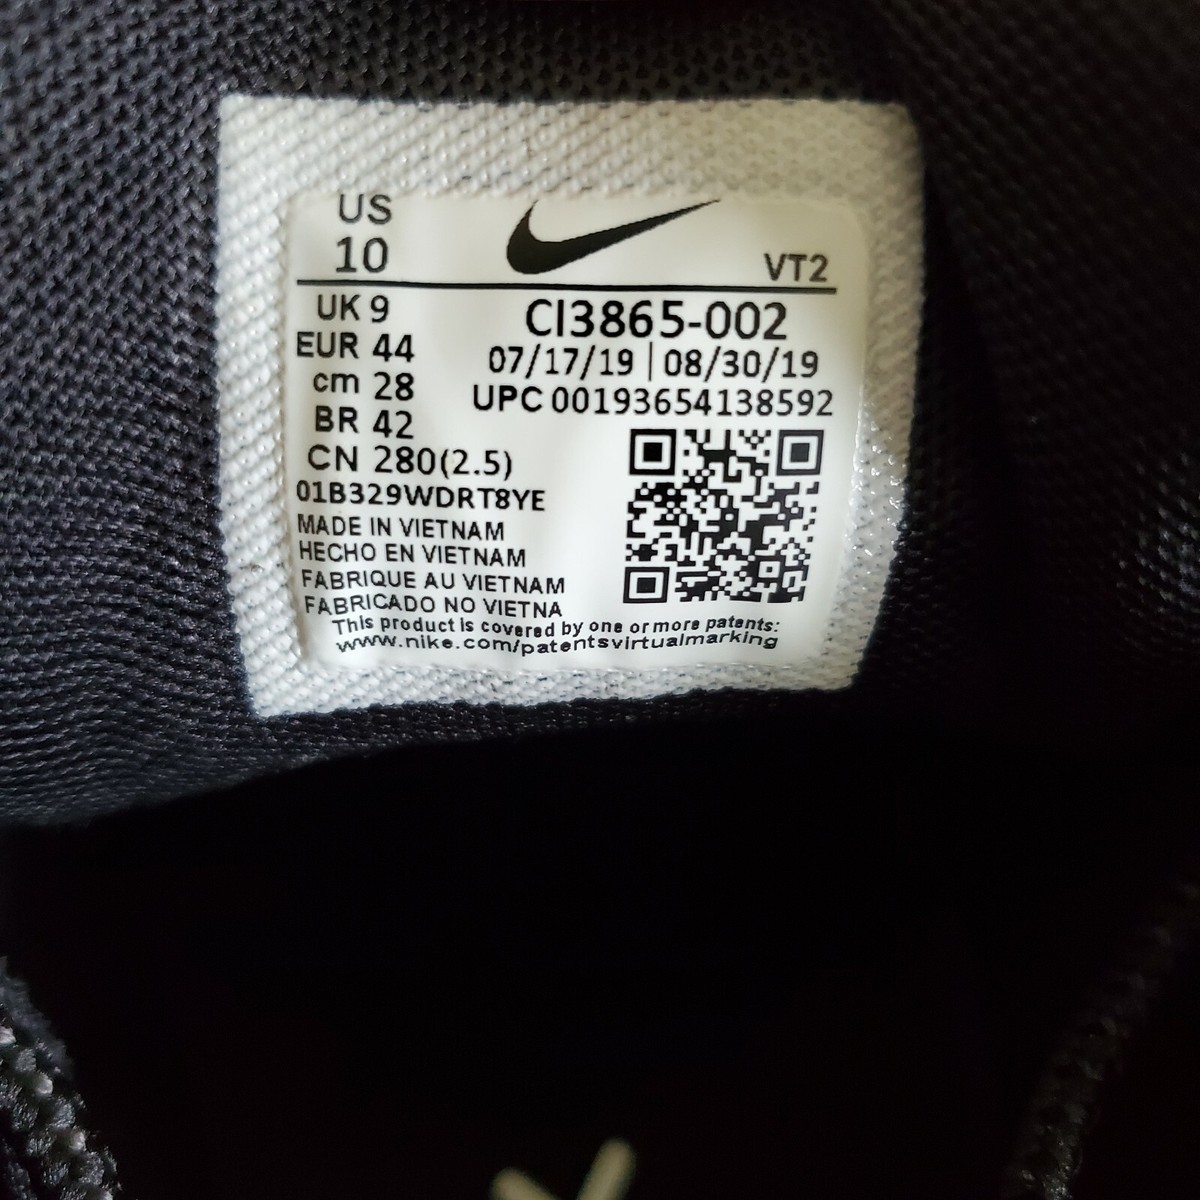 US
10
VT2
UK 9
CI3865-002
EUR 44
07/17/19 | 08/30/19
cm 28
UPC 00193654138592
BR 42
CN 280(2.5)
01B329WDRT8YE
MADE IN VIETNAM
HECHO EN VIETNAM
FABRIQUE AU VIETNAM
FABRICADO NO VIETNA
This product is covered by one or more patents:
www.nike.com/patentsvirtualmarking